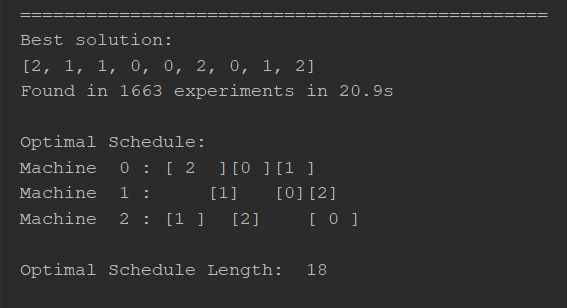 ================================================
Best solution:
[2, 1, 1, 0, 0, 2, 0, 1, 2]
Found in 1663 experiments in 20.9s
Optimal Schedule:
Machine  0 : [ 2  ][0 ][1 ]
Machine  1 :     [1]   [0][2]
Machine  2 : [1 ]  [2]    [ 0 ]
Optimal Schedule Length:  18